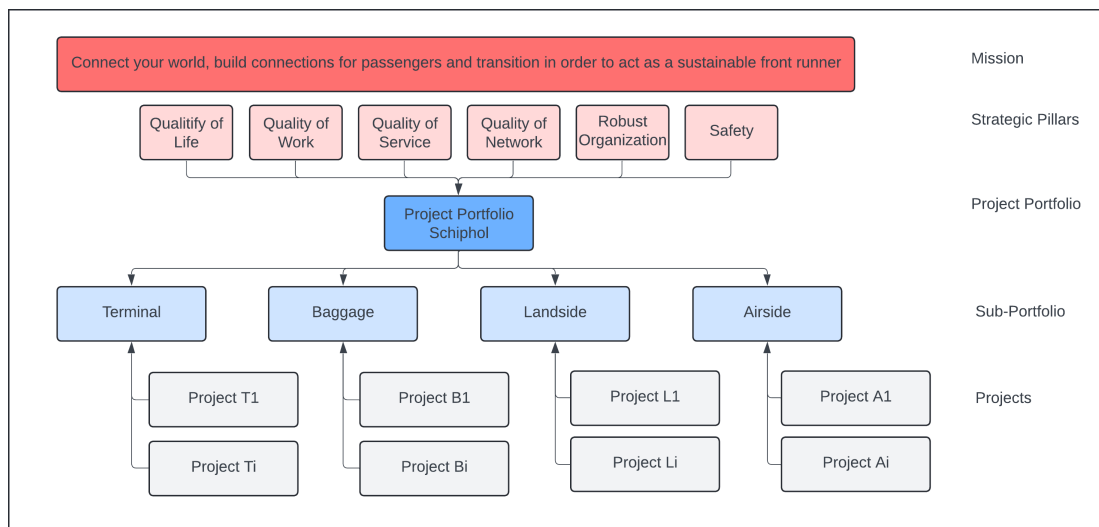 Connect your world, build connections for passengers and transition in order to act as a sustainable front runner
Mission
Qualitify of
Life
Quality of
Work
Quality of
Service
Quality of
Network
Robust
Organization
Safety
Strategic Pillars
Project Portfolio
Schiphol
Project Portfolio
Terminal
Baggage
Landside
Airside
Sub-Portfolio
Project T1
Project B1
Project L1
Project A1
Projects
Project Ti
Project Bi
Project Li
Project Ai